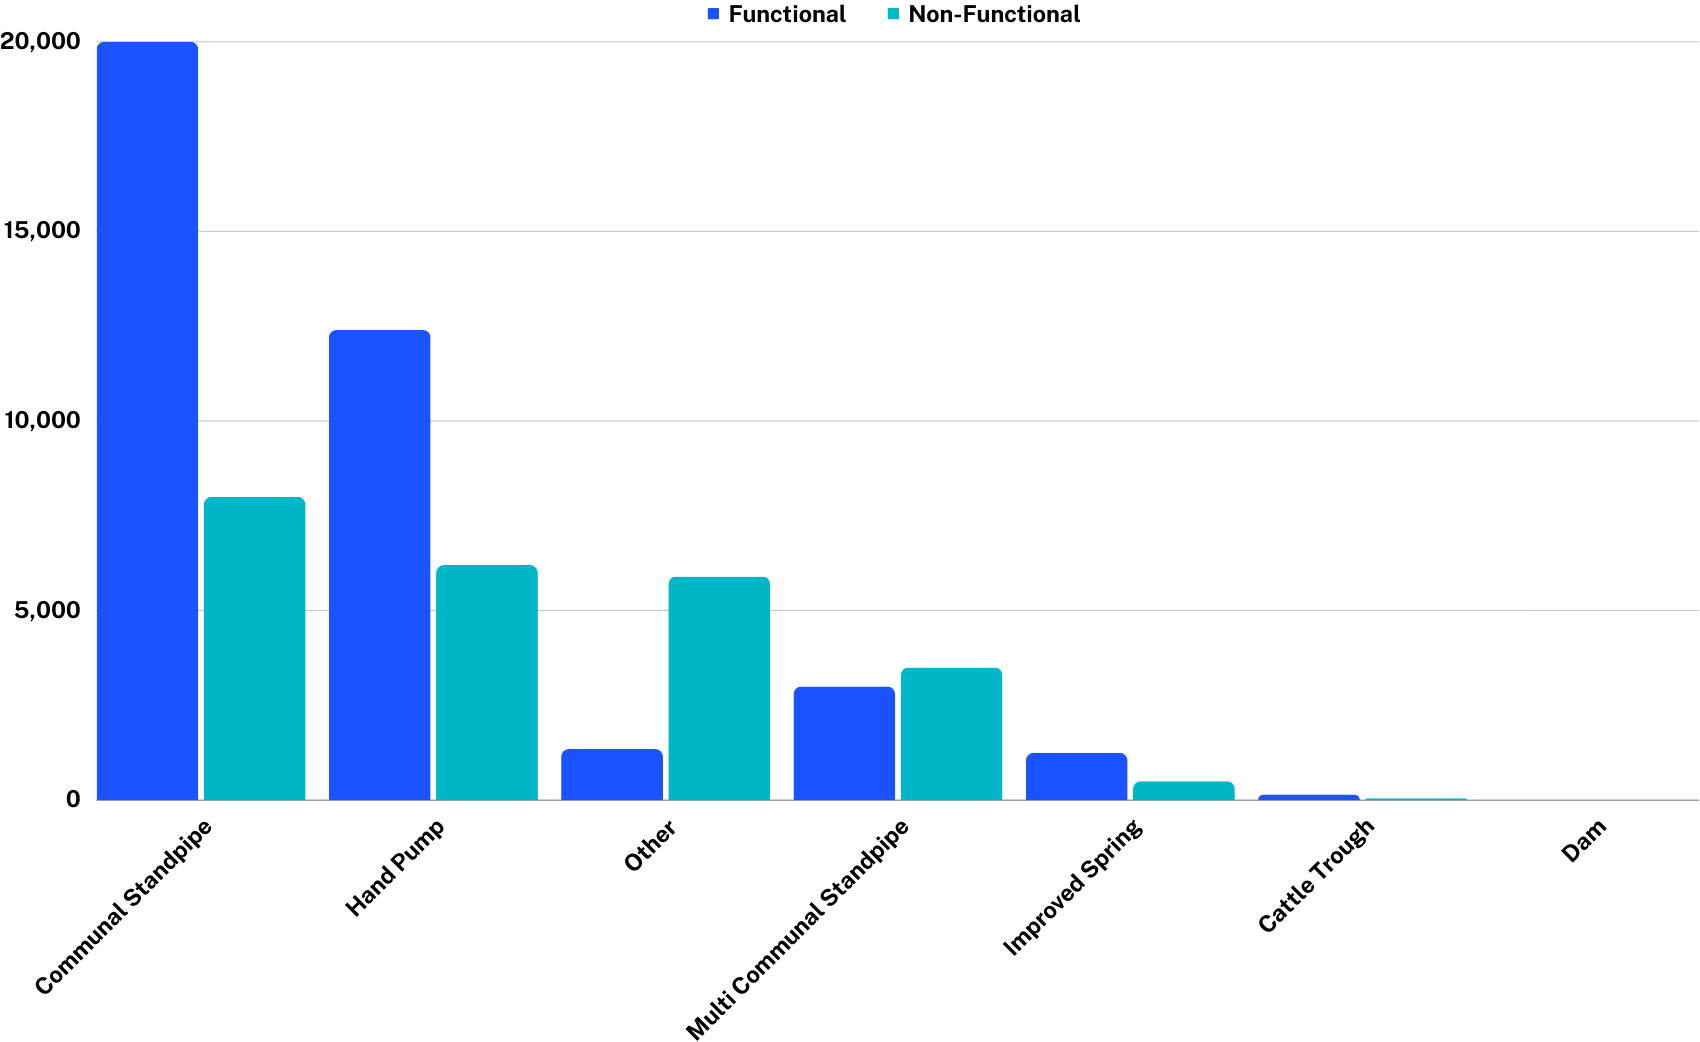 Functional Non-Functional
20,000
15,000
10,000
5,000
0
Communal Standpipe
Hand Pump
Other
Multi Communal Standpipe
Improved Spring
Cattle Trough
Dam